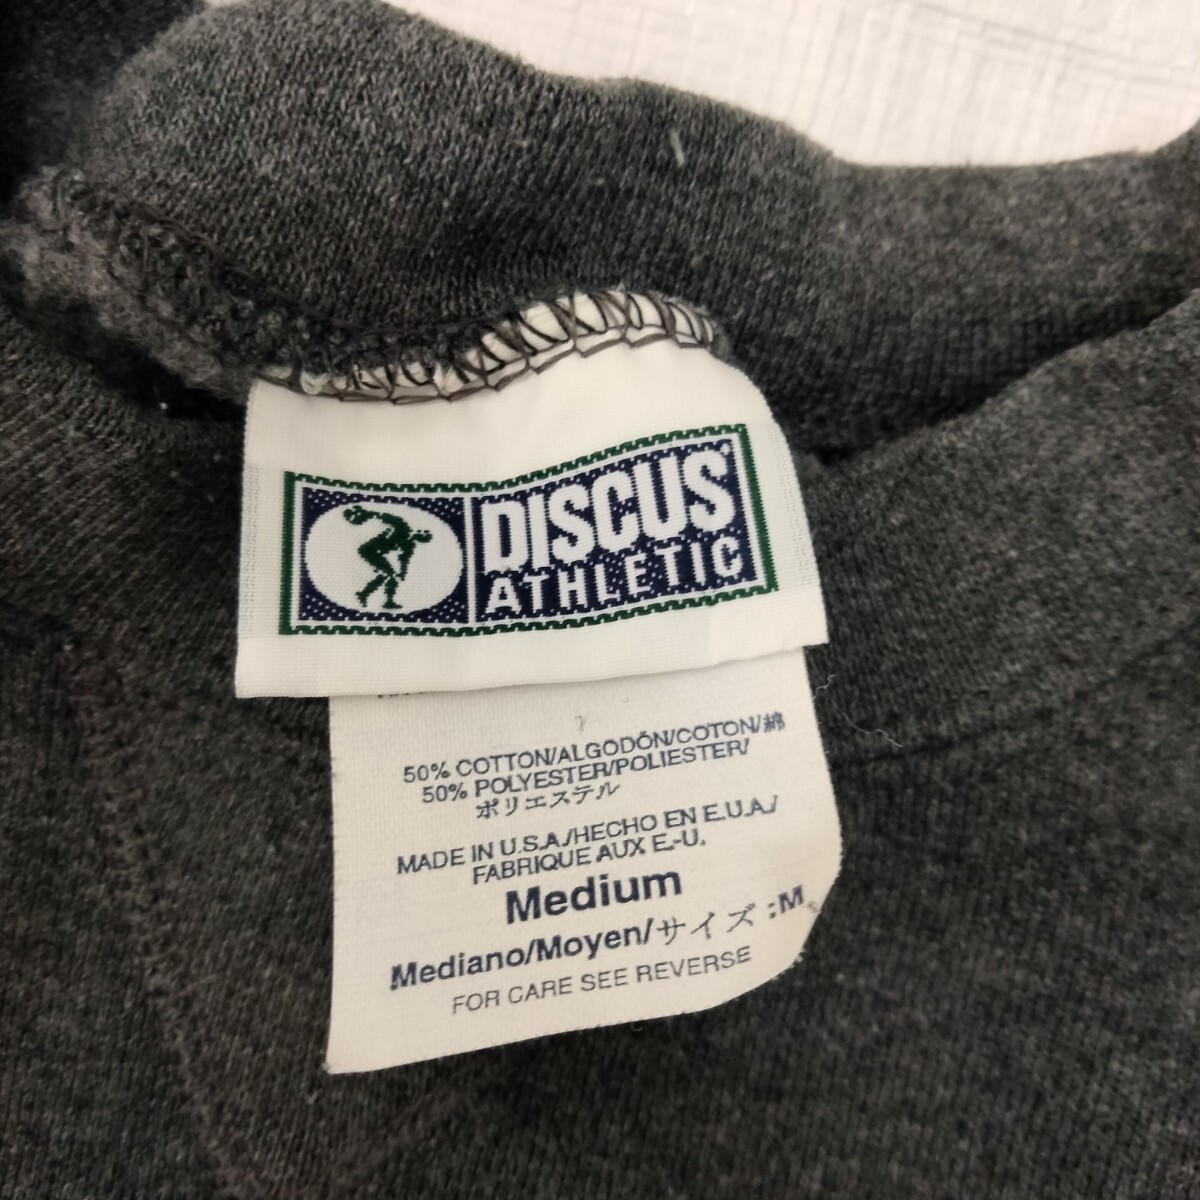 DISCUS
ATHLETIC
50% COTTON/ALGODÓN/COTON/綿
50% POLYESTER/POLIESTER/
ポリエステル
MADE IN U.S.A./HECHO EN E.U.A./
FABRIQUE AUX E.-U.
Medium
Mediano/Moyen/サイズ:M
FOR CARE SEE REVERSE